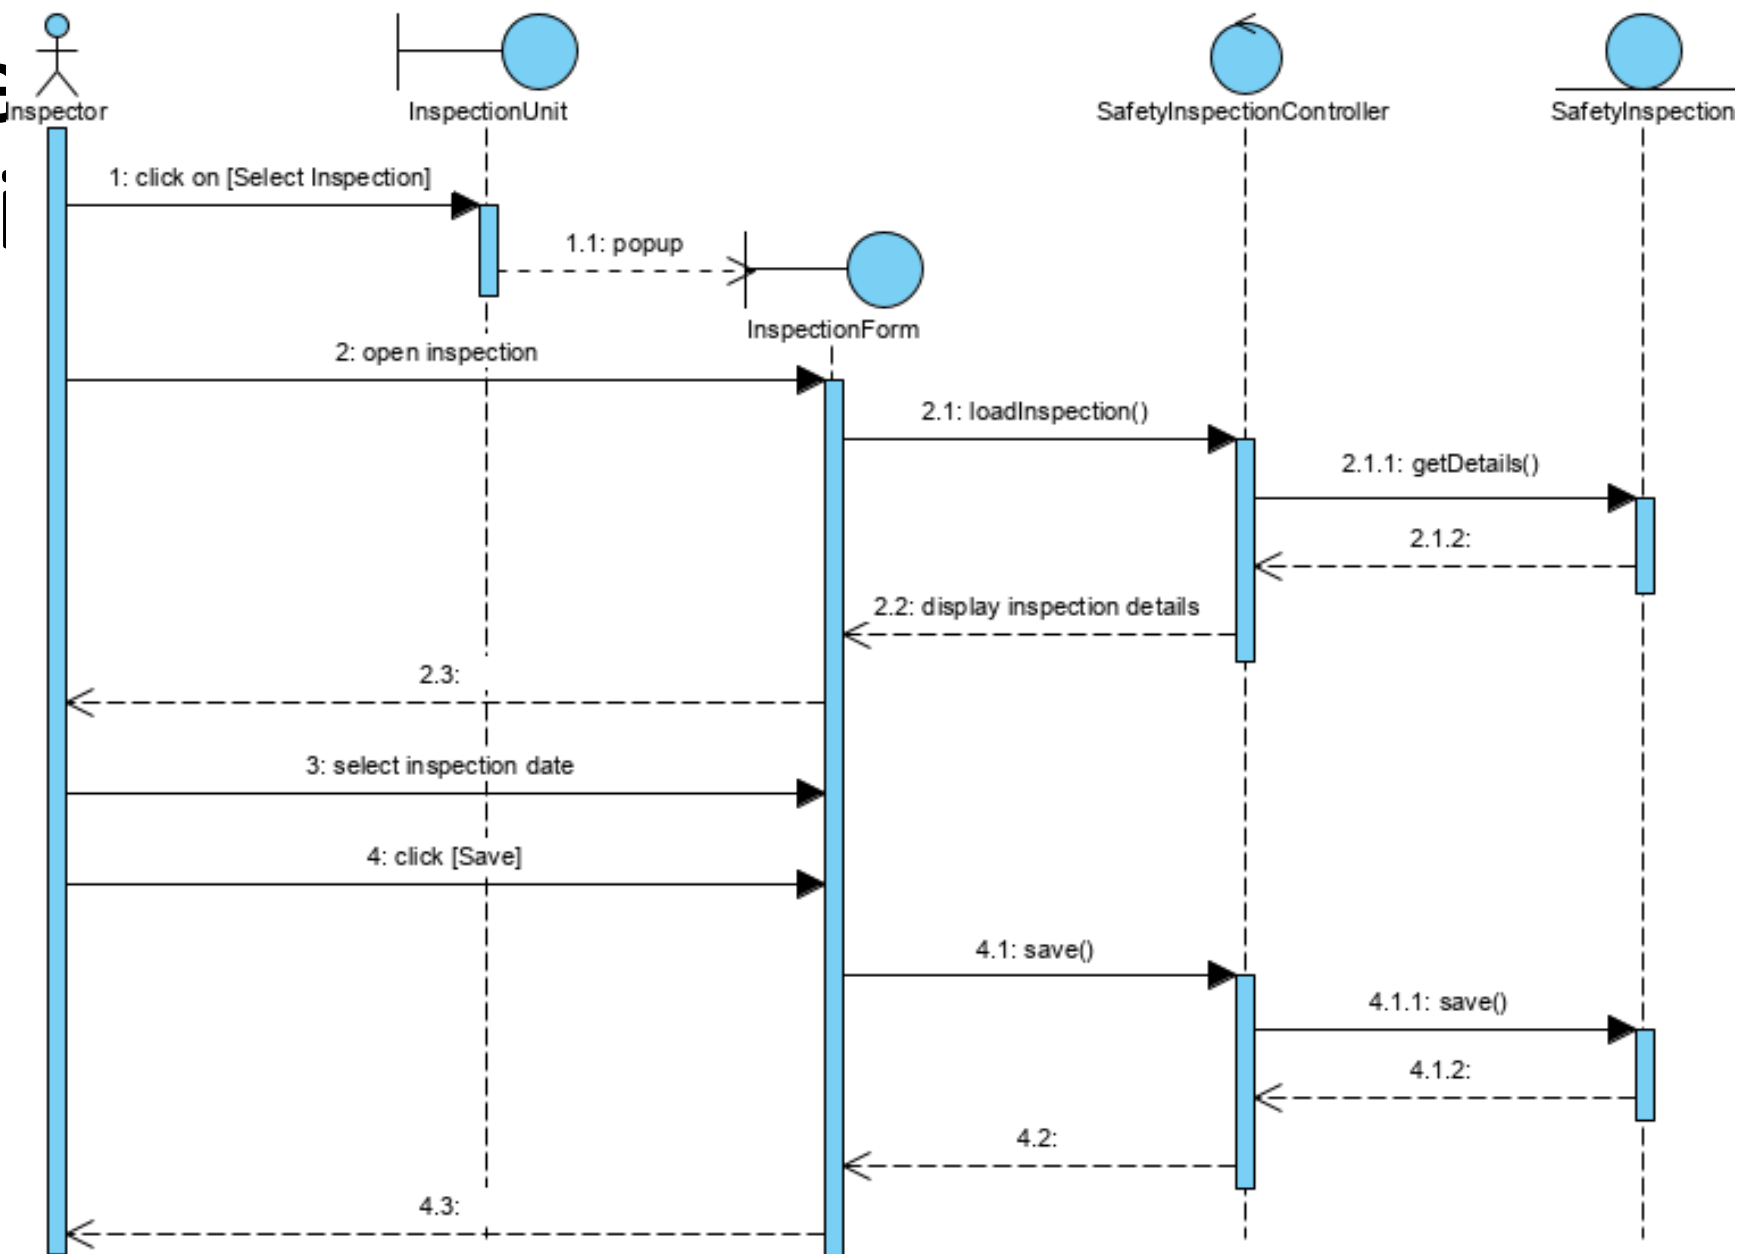 Inspector
InspectionUnit
SafetyInspectionController
SafetyInspection
1: click on [Select Inspection]
1.1: popup
InspectionForm
2: open inspection
2.1: loadInspection()
2.1.1: getDetails()
2.1.2:
2.2: display inspection details
2.3:
3: select inspection date
4: click [Save]
4.1: save()
4.1.1: save()
4.1.2:
4.2:
4.3: